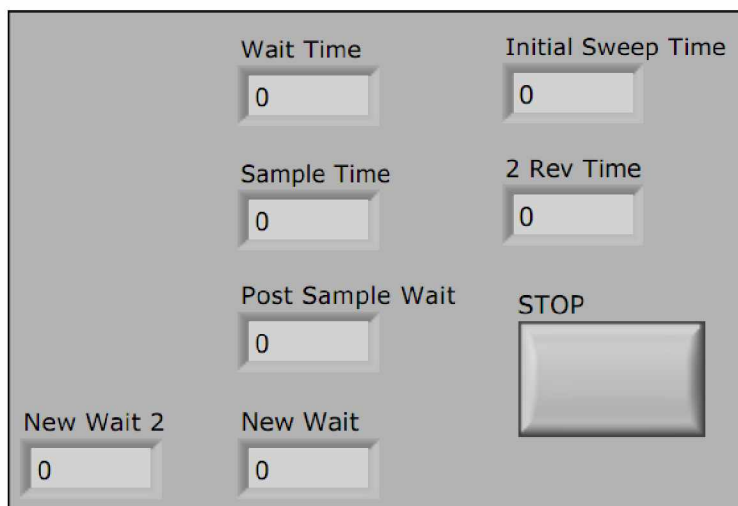 Wait Time
0
Initial Sweep Time
0
Sample Time
0
2 Rev Time
0
Post Sample Wait
0
STOP
New Wait 2
0
New Wait
0